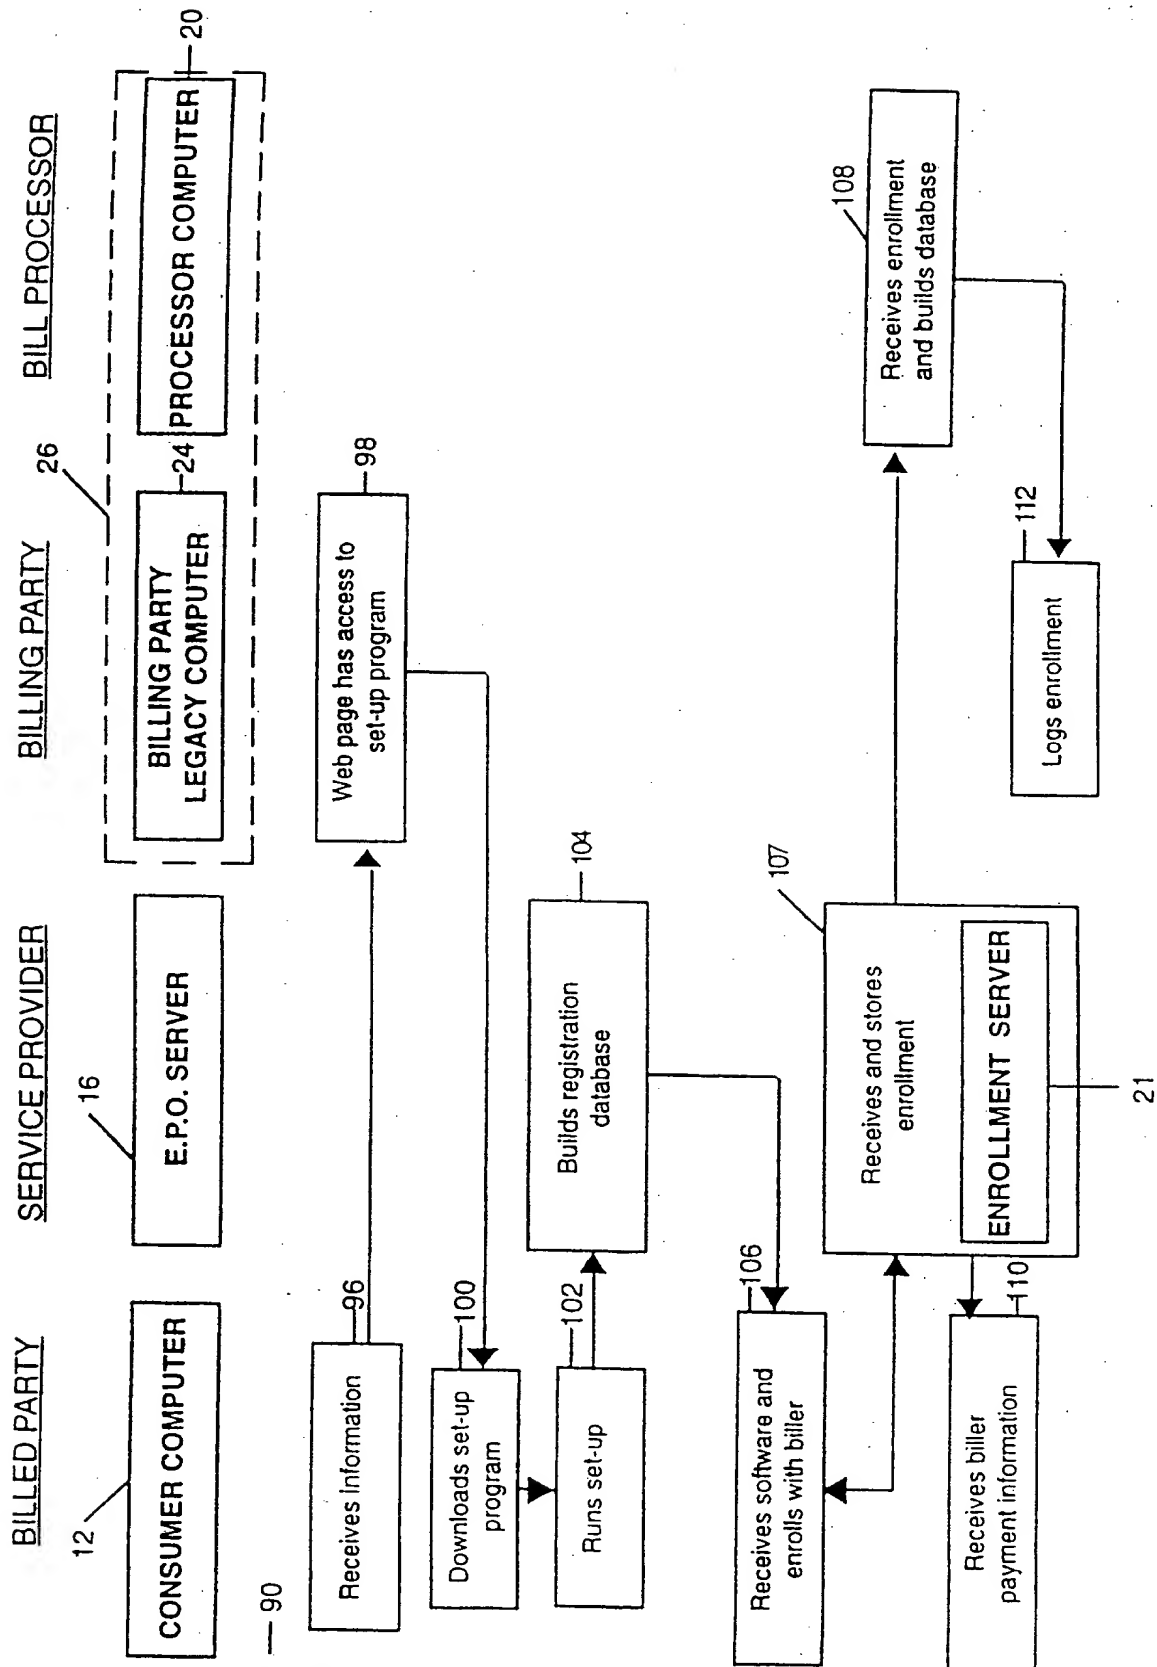 BILLED PARTY
SERVICE PROVIDER
BILLING PARTY
BILL PROCESSOR
12
16
26
CONSUMER COMPUTER
E.P.O. SERVER
BILLING PARTY
LEGACY COMPUTER
24
PROCESSOR COMPUTER
20
90
Receives Information
96
Web page has access to
set-up program
98
Downloads set-up
program
100
Runs set-up
102
Builds registration
database
104
Receives software and
enrolls with biller
106
107
Receives and stores
enrollment
ENROLLMENT SERVER
21
108
Receives enrollment
and builds database
Receives biller
payment information
110
Logs enrollment
112